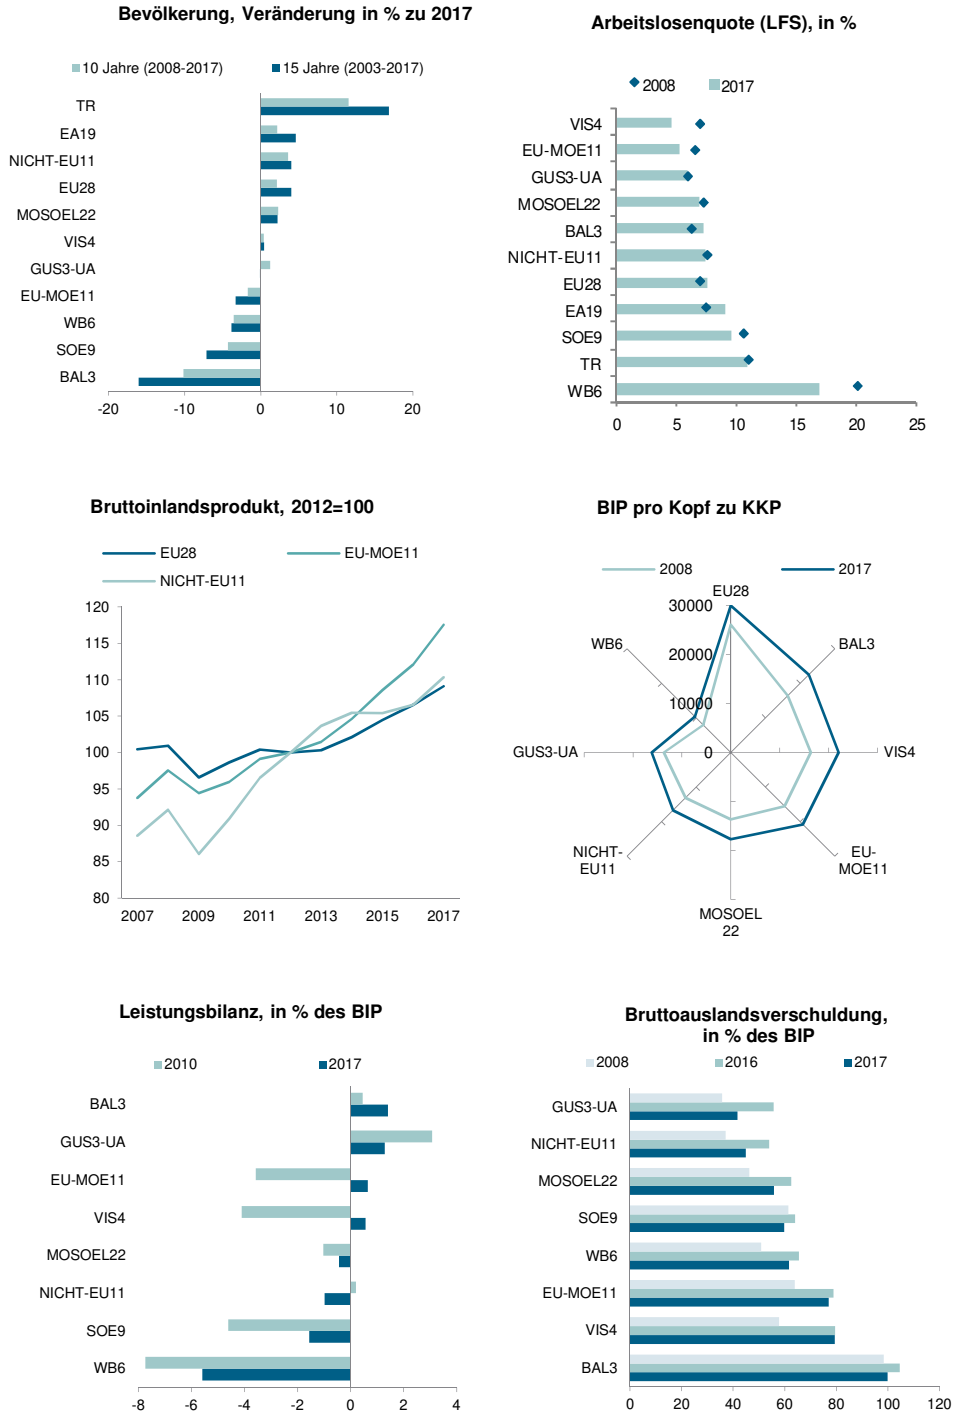 Bevölkerung, Veränderung in % zu 2017
10 Jahre (2008-2017)
15 Jahre (2003-2017)
TR
EA19
NICHT-EU11
EU28
MOSOEL22
VIS4
GUS3-UA
EU-MOE11
WB6
SOE9
BAL3
-20
-10
0
10
20
Arbeitslosenquote (LFS), in %
2008
2017
VIS4
EU-MOE11
GUS3-UA
MOSOEL22
BAL3
NICHT-EU11
EU28
EA19
SOE9
TR
WB6
0
5
10
15
20
25
Bruttoinlandsprodukt, 2012=100
EU28
EU-MOE11
NICHT-EU11
120
115
110
105
100
95
90
85
80
2007
2009
2011
2013
2015
2017
BIP pro Kopf zu KKP
2008
2017
EU28
30000
20000
10000
0
WB6
BAL3
GUS3-UA
VIS4
NICHT-
EU11
EU-
MOE11
MOSOEL
22
Leistungsbilanz, in % des BIP
2010
2017
BAL3
GUS3-UA
EU-MOE11
VIS4
MOSOEL22
NICHT-EU11
SOE9
WB6
-8
-6
-4
-2
0
2
4
Bruttoauslandsverschuldung,
in % des BIP
2008
2016
2017
GUS3-UA
NICHT-EU11
MOSOEL22
SOE9
WB6
EU-MOE11
VIS4
BAL3
0
20
40
60
80
100
120